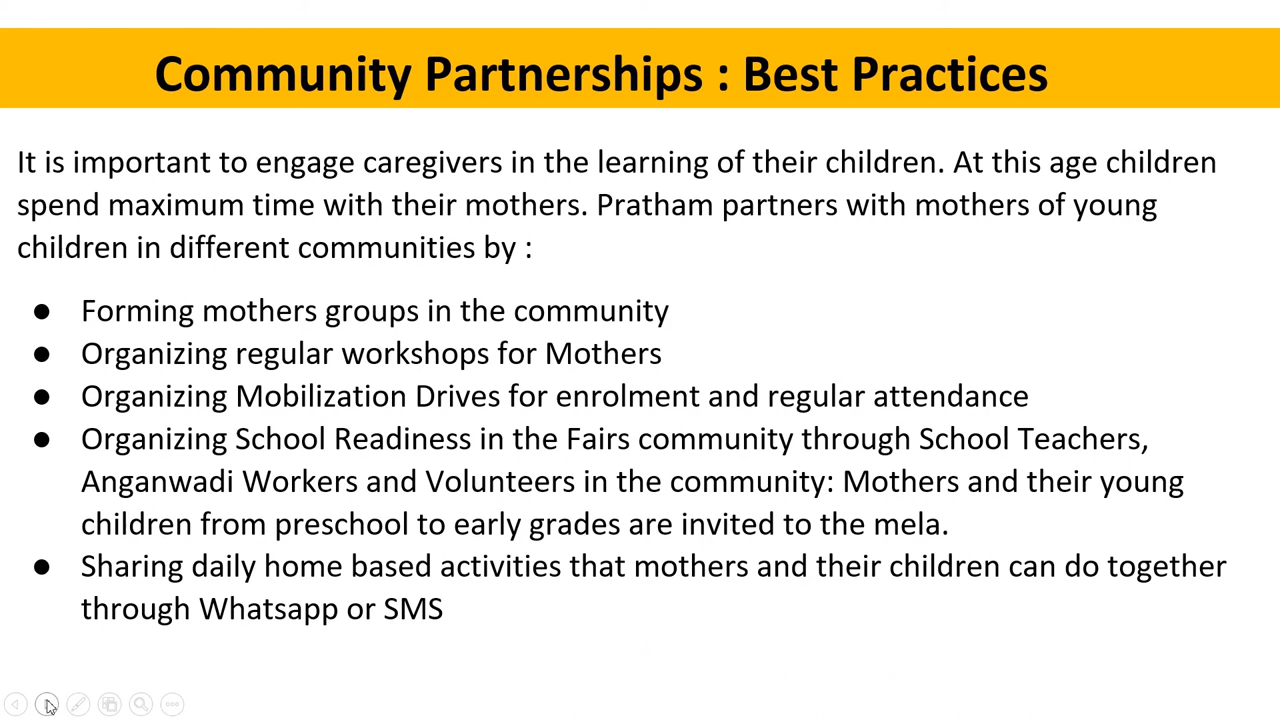 Community Partnerships : Best Practices
It is important to engage caregivers in the learning of their children. At this age children
spend maximum time with their mothers. Pratham partners with mothers of young
children in different communities by :
● Forming mothers groups in the community
● Organizing regular workshops for Mothers
● Organizing Mobilization Drives for enrolment and regular attendance
● Organizing School Readiness in the Fairs community through School Teachers,
Anganwadi Workers and Volunteers in the community: Mothers and their young
children from preschool to early grades are invited to the mela.
● Sharing daily home based activities that mothers and their children can do together
through Whatsapp or SMS